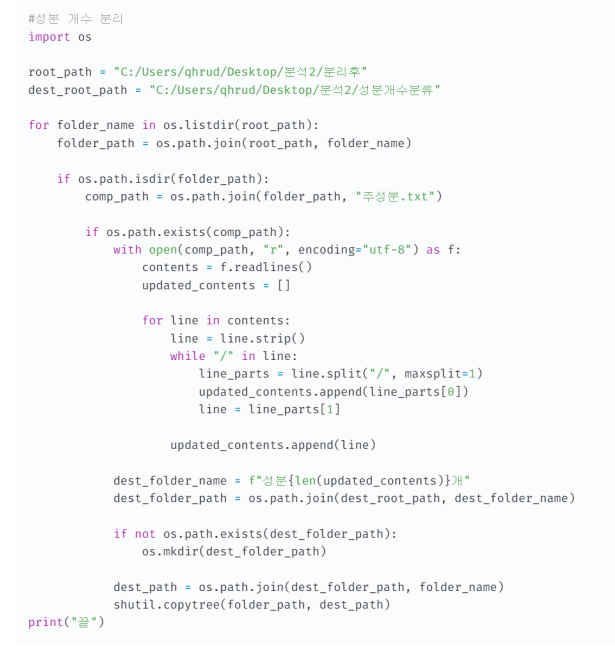 #성분 개수 분리
import os
root_path = "C:/Users/qhrud/Desktop/분석2/분리후"
dest_root_path = "C:/Users/qhrud/Desktop/분석2/성분개수분류"
for folder_name in os.listdir(root_path):
    folder_path = os.path.join(root_path, folder_name)
    if os.path.isdir(folder_path):
        comp_path = os.path.join(folder_path, "주성분.txt")
        if os.path.exists(comp_path):
            with open(comp_path, "r", encoding="utf-8") as f:
                contents = f.readlines()
                updated_contents = []
                for line in contents:
                    line = line.strip()
                    while "/" in line:
                        line_parts = line.split("/", maxsplit=1)
                        updated_contents.append(line_parts[0])
                        line = line_parts[1]
                    updated_contents.append(line)
            dest_folder_name = f"성분{len(updated_contents)}개"
            dest_folder_path = os.path.join(dest_root_path, dest_folder_name)
            if not os.path.exists(dest_folder_path):
                os.mkdir(dest_folder_path)
            dest_path = os.path.join(dest_folder_path, folder_name)
            shutil.copytree(folder_path, dest_path)
print("끝")